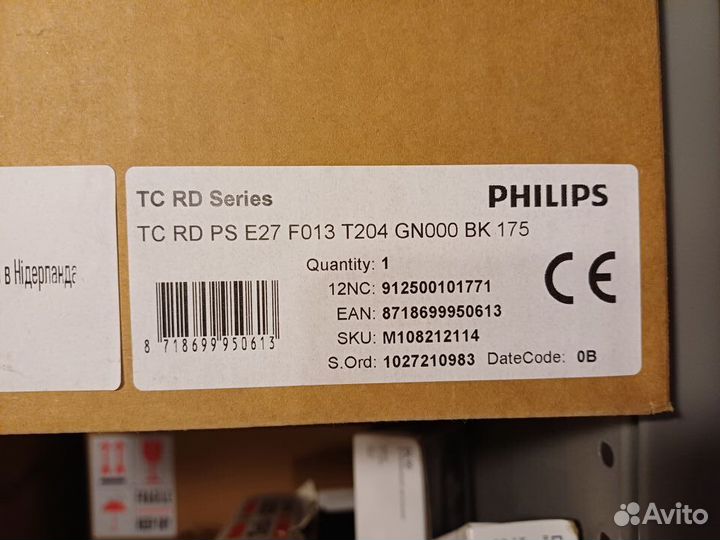 TC RD Series
PHILIPS
TC RD PS E27 F013 T204 GN000 BK 175
Quantity: 1
12NC: 912500101771
EAN: 8718699950613
SKU: M108212114
S.Ord: 1027210983 DateCode: 0B
8 718699 950613
CE
в Нідерланда
Avito